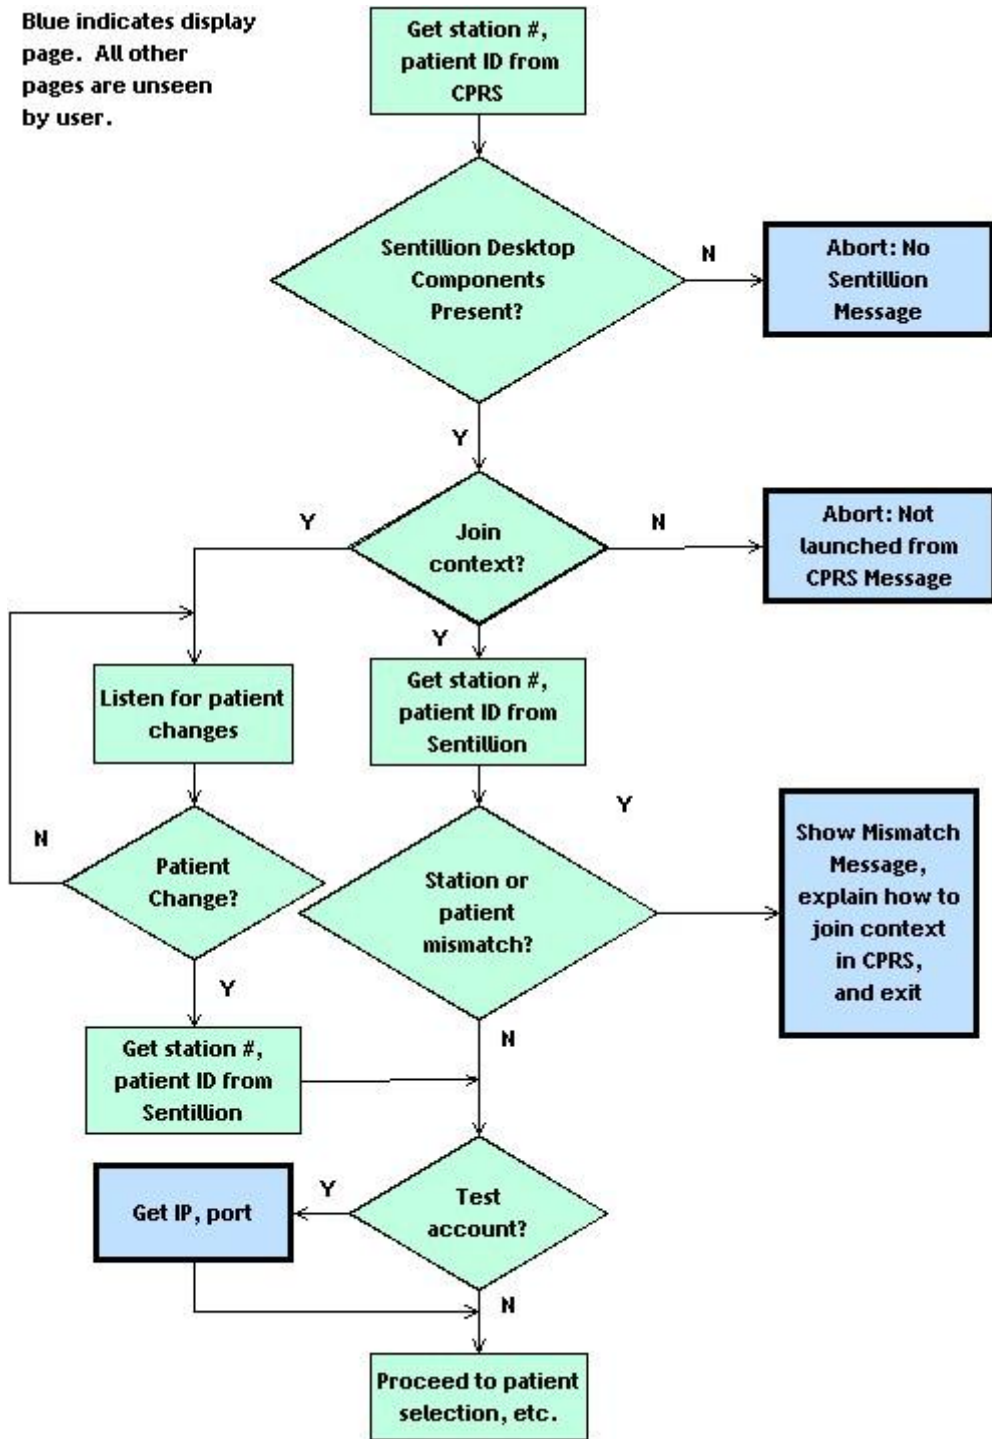 Blue indicates display
page. All other
pages are unseen
by user.
Get station #,
patient ID from
CPRS
Sentillion Desktop
Components
Present?
N
Abort: No
Sentillion
Message
Y
Join
context?
Y
N
Abort: Not
launched from
CPRS Message
Y
Listen for patient
changes
Get station #,
patient ID from
Sentillion
N
Patient
Change?
Y
Station or
patient
mismatch?
Y
Show Mismatch
Message,
explain how to
join context
in CPRS,
and exit
N
Get station #,
patient ID from
Sentillion
Test
account?
Y
Get IP, port
N
Proceed to patient
selection, etc.